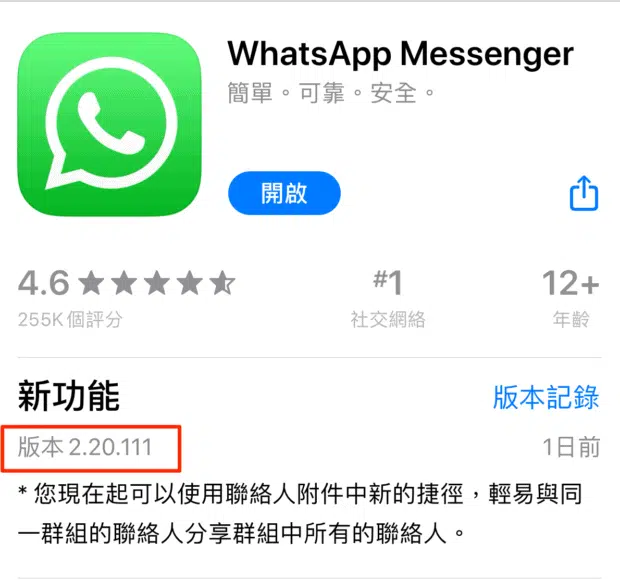 WhatsApp Messenger
簡單。可靠。安全。
開啟
4.6 #1 12+
255K個評分 社交網絡 年齡
新功能 版本記錄
版本 2.20.111 1日前
* 您現在起可以使用聯絡人附件中新的捷徑，輕易與同
一群組的聯絡人分享群組中所有的聯絡人。